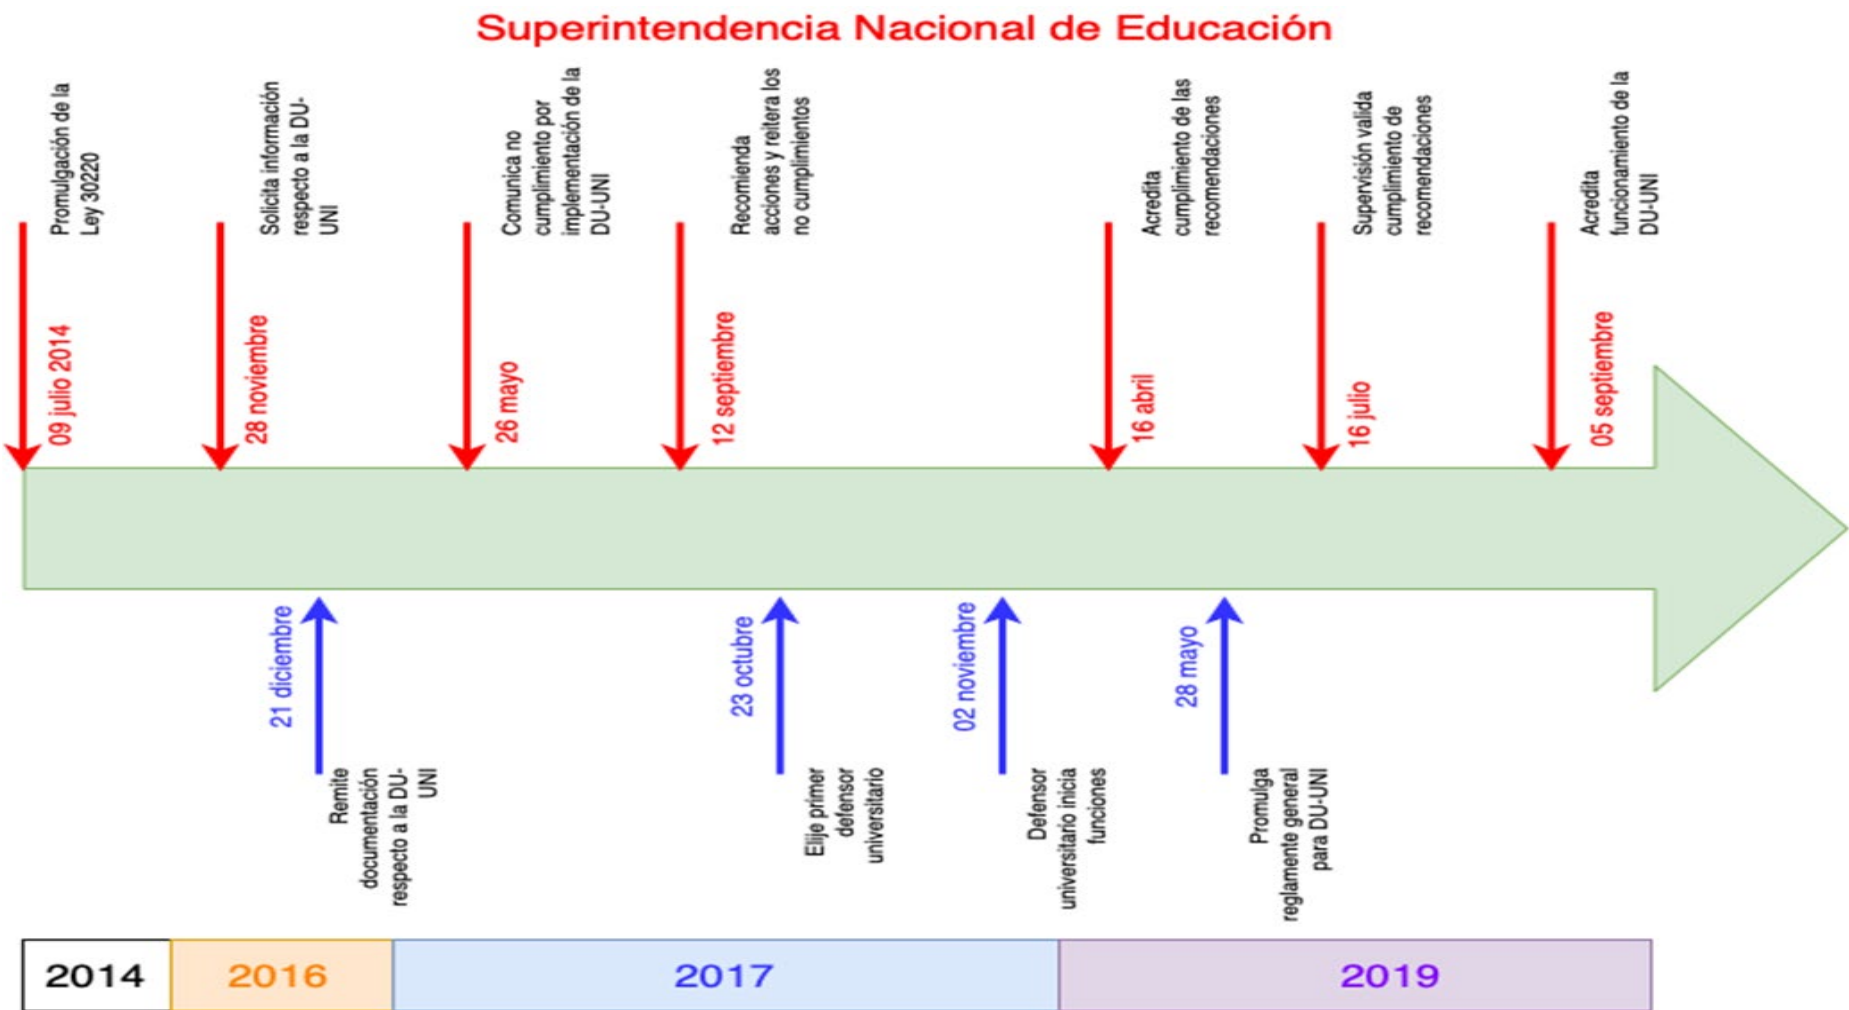 Superintendencia Nacional de Educación
Promulgación de la
Ley 30220
Solicita información
respecto a la DU-
UNI
Comunica no
cumplimiento por
implementación de la
DU-UNI
Recomienda
acciones y reitera los
no cumplimientos
Acredita
cumplimiento de las
recomendaciones
Supervisión valida
cumplimiento de
recomendaciones
Acredita
funcionamiento de la
DU-UNI
09 julio 2014
28 noviembre
26 mayo
12 septiembre
16 abril
16 julio
05 septiembre
21 diciembre
23 octubre
02 noviembre
28 mayo
Remite
documentación
respecto a la DU-
UNI
Elije primer
defensor
universitario
Defensor
universitario inicia
funciones
Promulga
reglamente general
para DU-UNI
2014
2016
2017
2019